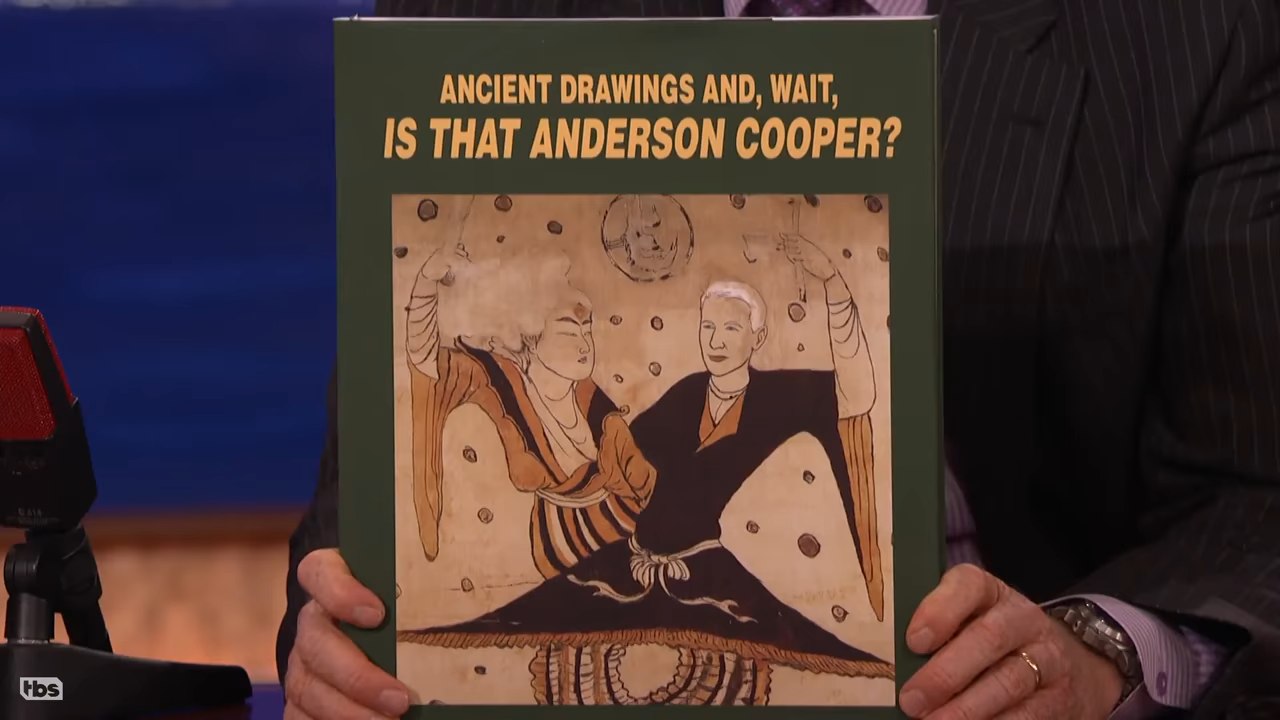 ANCIENT DRAWINGS AND, WAIT,
IS THAT ANDERSON COOPER?
tbs